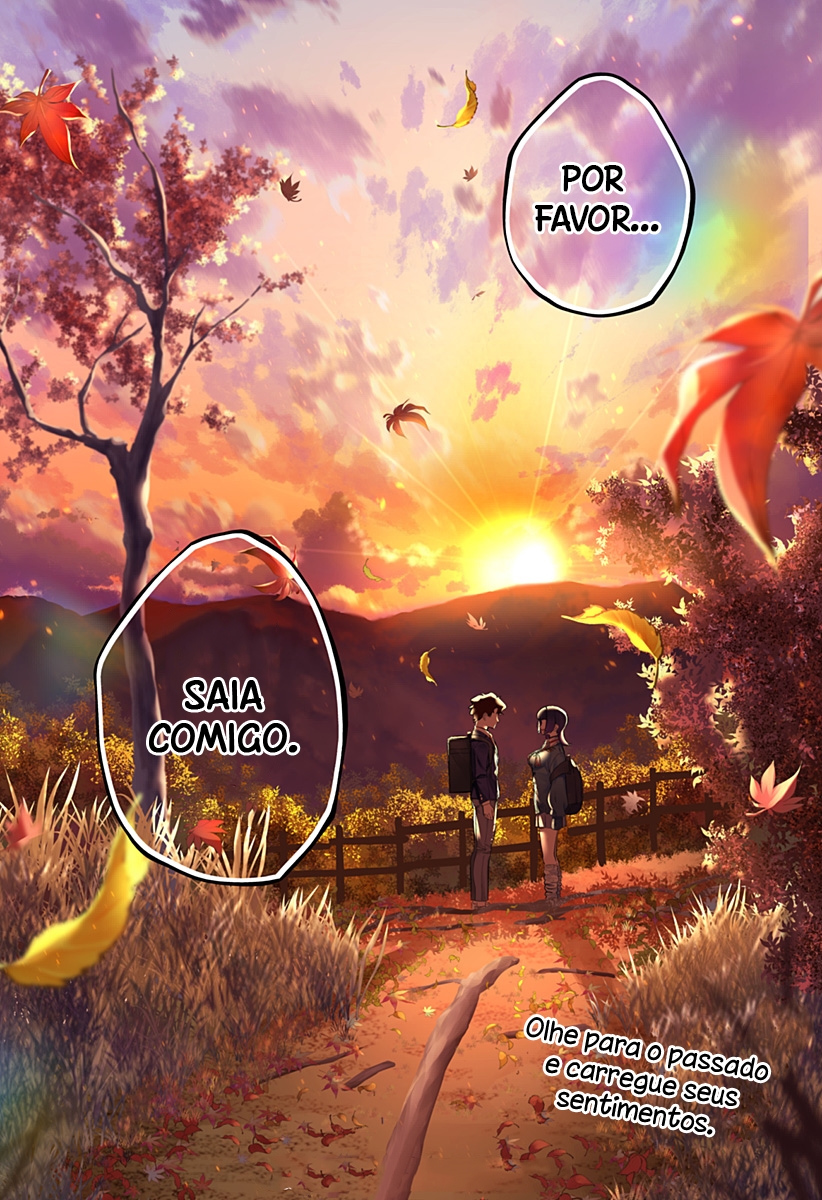 POR
FAVOR...
SAIA
COMIGO.
Olhe para o passado
e carregue seus
sentimentos.